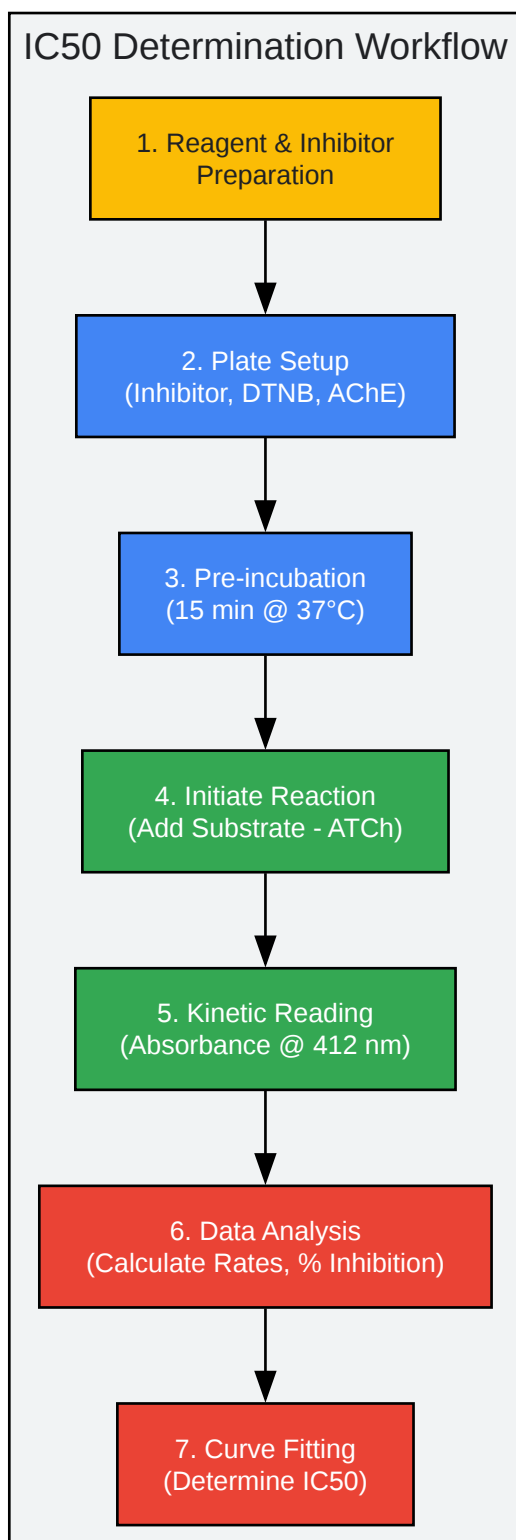 IC50 Determination Workflow
1. Reagent & Inhibitor
Preparation
2. Plate Setup
(Inhibitor, DTNB, AChE)
3. Pre-incubation
(15 min @ 37°C)
4. Initiate Reaction
(Add Substrate - ATCh)
5. Kinetic Reading
(Absorbance @ 412 nm)
6. Data Analysis
(Calculate Rates, % Inhibition)
7. Curve Fitting
(Determine IC50)